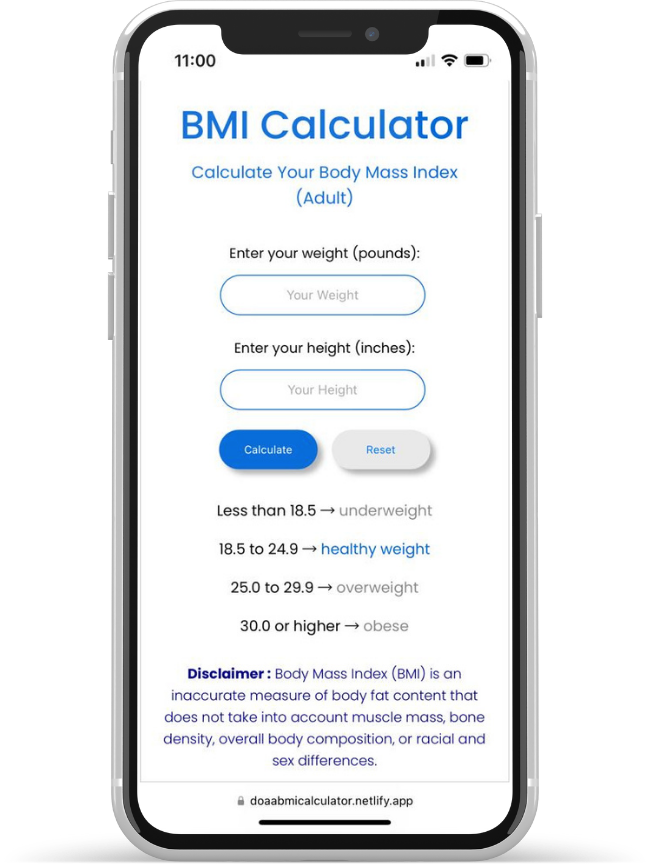 11:00
BMI Calculator
Calculate Your Body Mass Index
(Adult)
Enter your weight (pounds):
Your Weight
Enter your height (inches):
Your Height
Calculate Reset
Less than 18.5 → underweight
18.5 to 24.9 → healthy weight
25.0 to 29.9 → overweight
30.0 or higher → obese
Disclaimer : Body Mass Index (BMI) is an
inaccurate measure of body fat content that
does not take into account muscle mass, bone
density, overall body composition, or racial and
sex differences.
doaabmicalculator.netlify.app